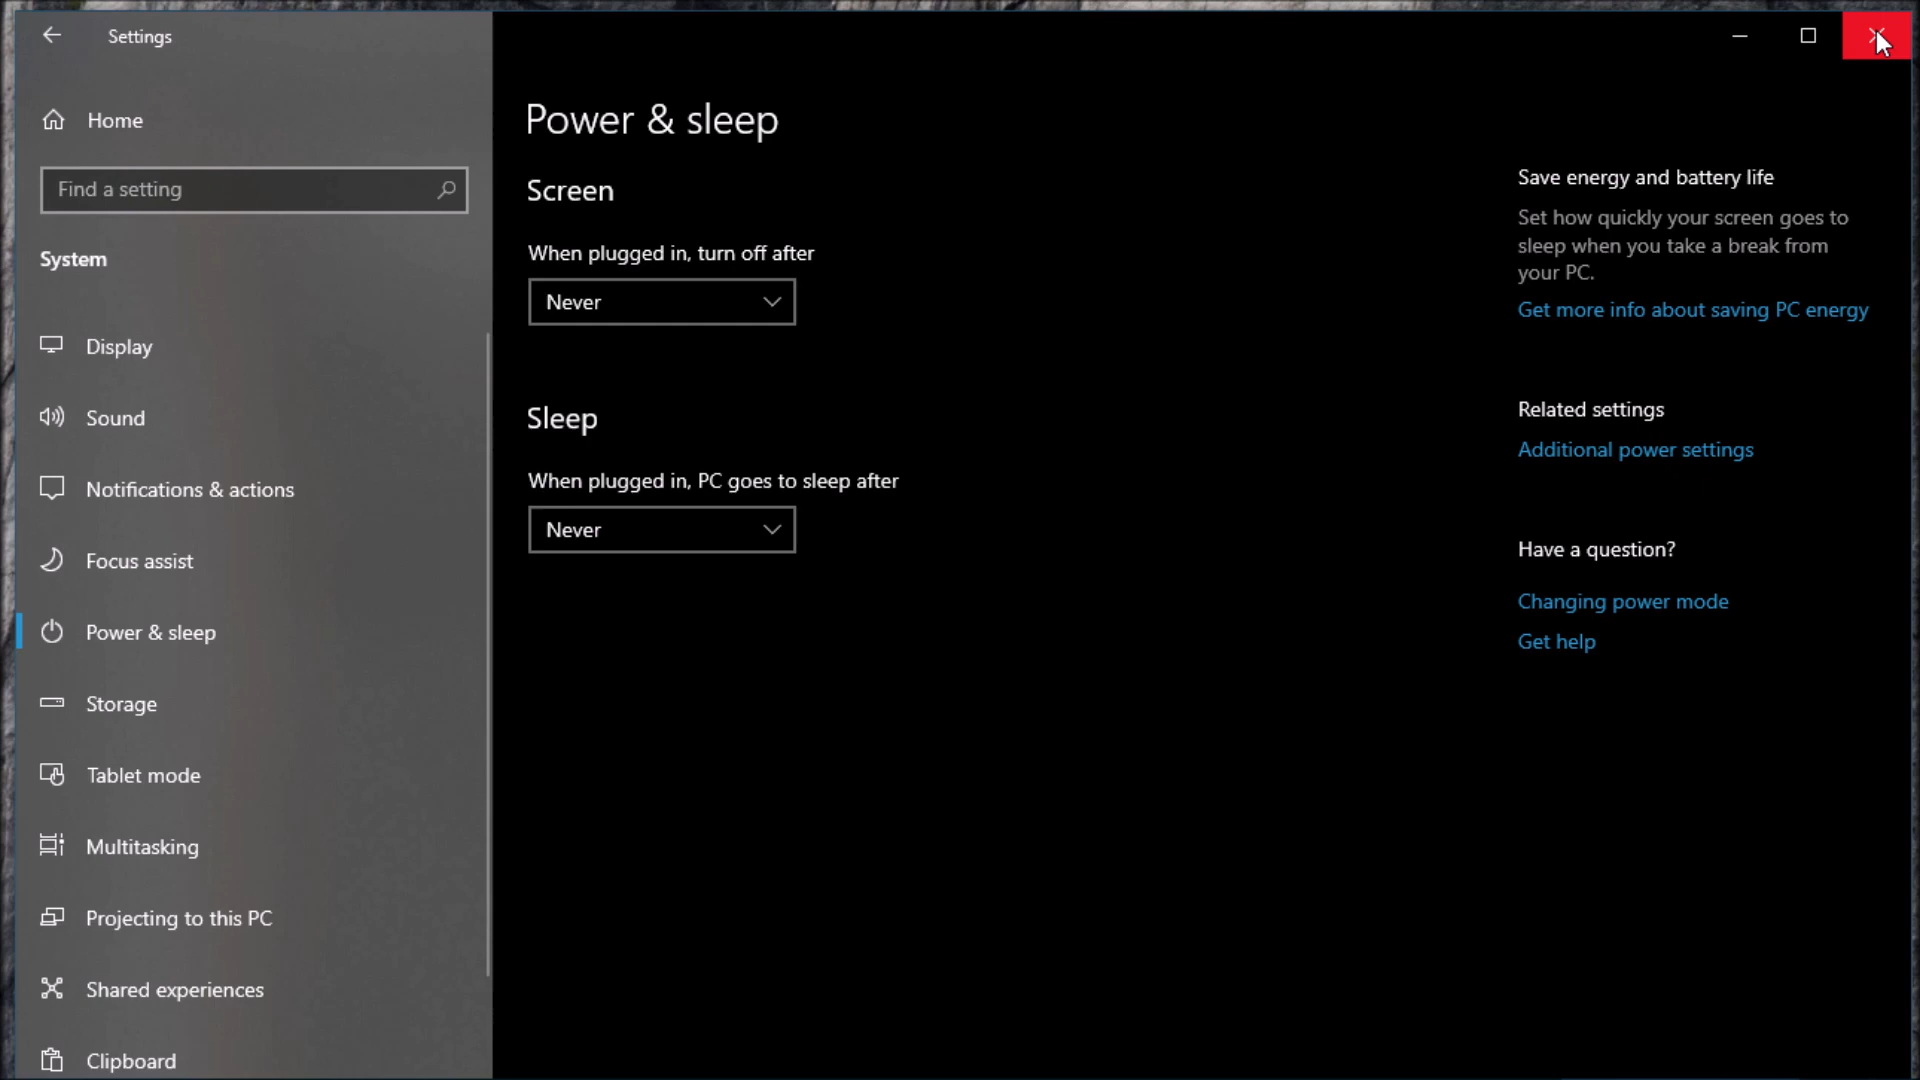 Settings
Home
Find a setting
System
Display
Sound
Notifications & actions
Focus assist
Power & sleep
Storage
Tablet mode
Multitasking
Projecting to this PC
Shared experiences
Clipboard
Power & sleep
Screen
When plugged in, turn off after
Never
Sleep
When plugged in, PC goes to sleep after
Never
Save energy and battery life
Set how quickly your screen goes to
sleep when you take a break from
your PC.
Get more info about saving PC energy
Related settings
Additional power settings
Have a question?
Changing power mode
Get help